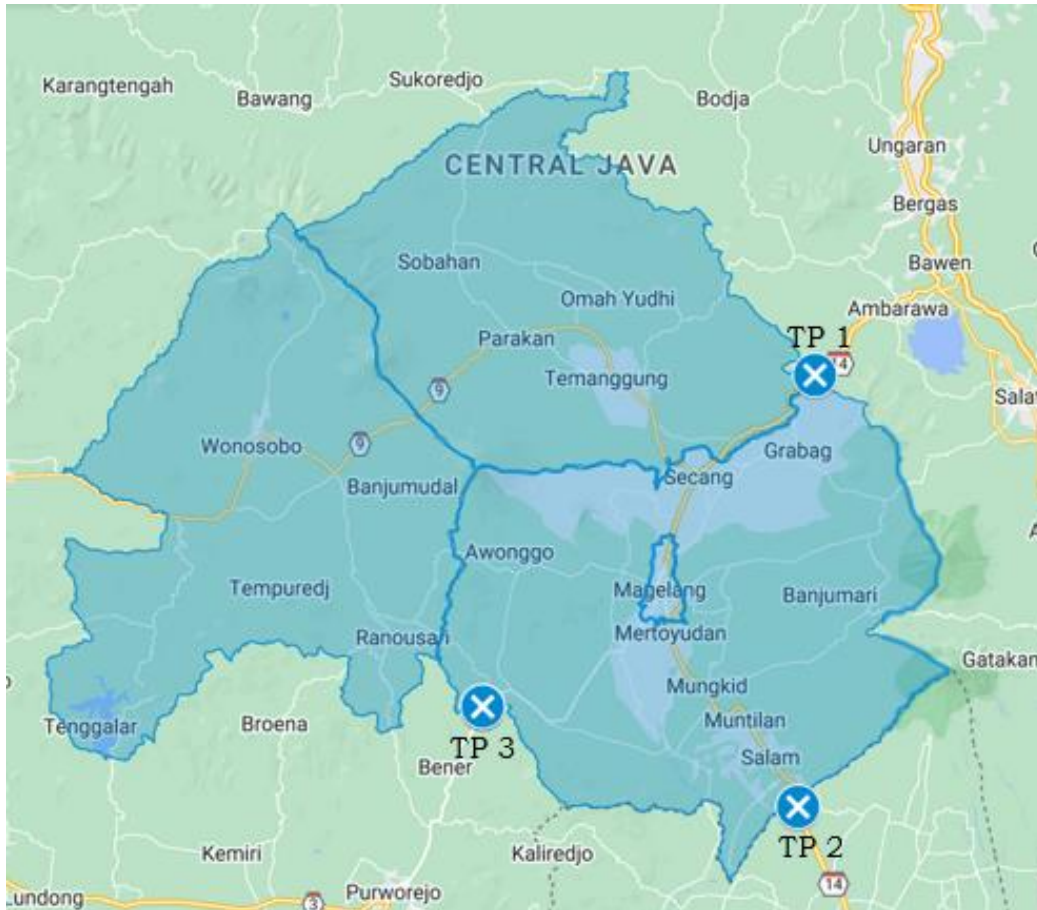 Sukoredjo
Karangtengah
Bawang
Bodja
Ungaran
CENTRAL JAVA
Bergas
Sobahan
Bawen
Omah Yudhi
Ambarawa
Parakan
TP 1
14
Temanggung
9
Wonosobo
9
Grabag
Secang
Banjumudal
Awonggo
Tempuredj
Magelang
Banjumari
Ranousari
Mertoyudan
Gatakan
Mungkid
Tenggalar
Broena
Muntilan
TP 3
Salam
Bener
TP 2
Kemiri
Kaliredjo
14
Purworejo
3